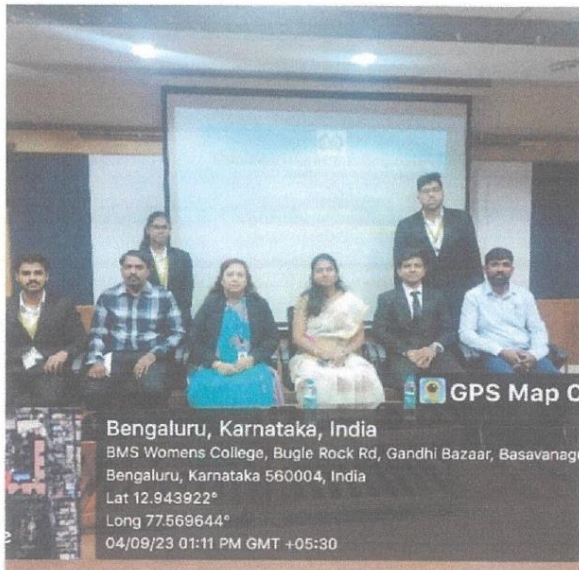 GPS Map C
Bengaluru, Karnataka, India
BMS Womens College, Bugle Rock Rd, Gandhi Bazaar, Basavanag
Bengaluru, Karnataka 560004, India
Lat 12.943922°
Long 77.569644°
04/09/23 01:11 PM GMT +05:30